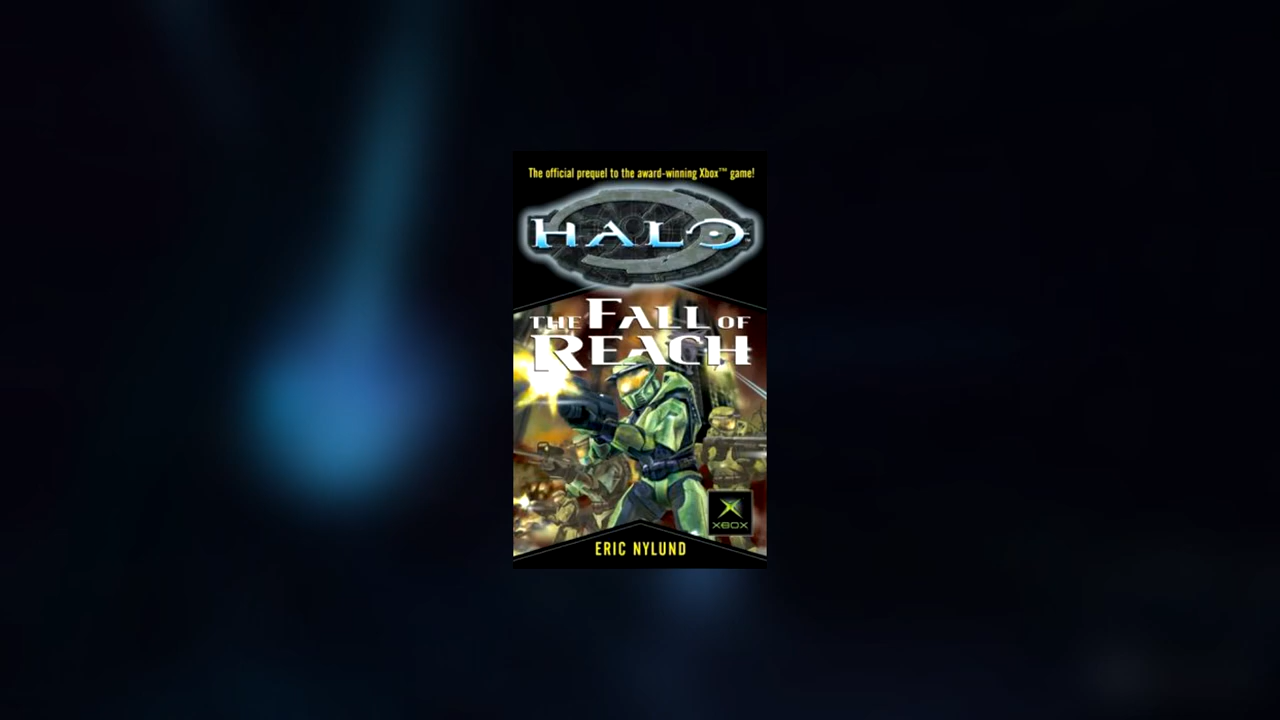 The official prequel to the award-winning Xbox™ game!
HALO
THE FALL OF
REACH
XBOX
ERIC NYLUND